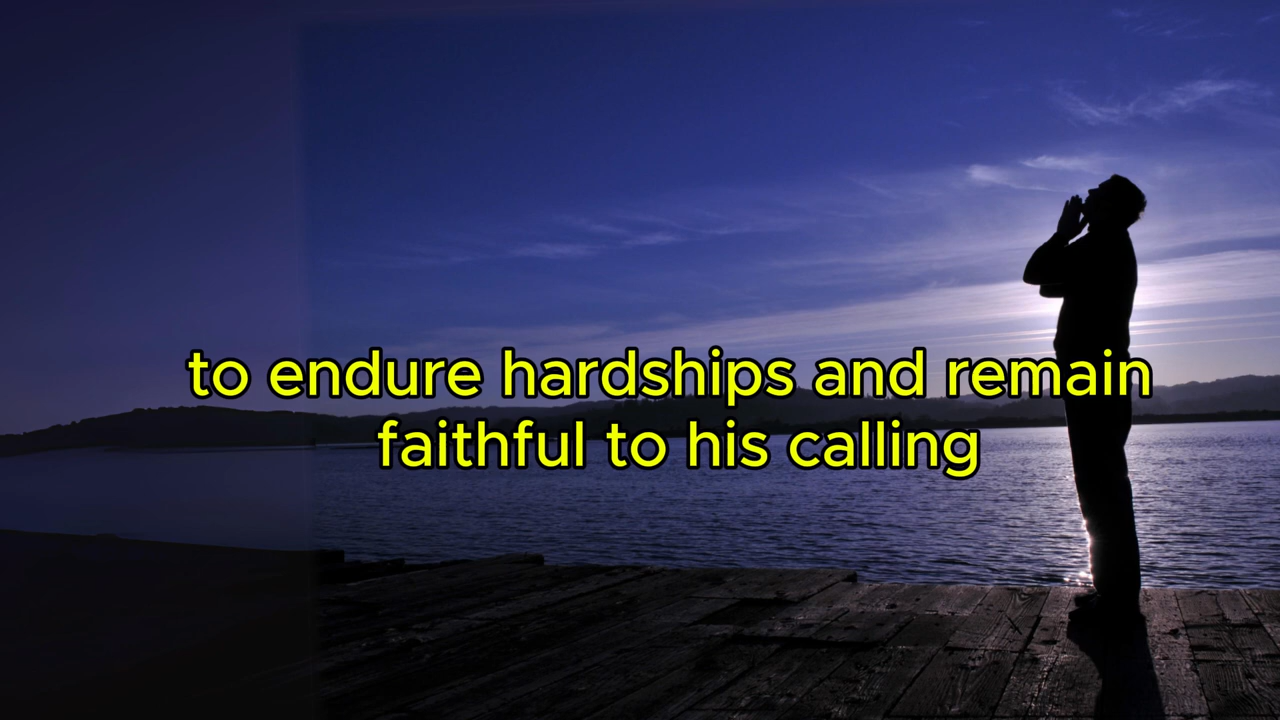 to endure hardships and remain
faithful to his calling